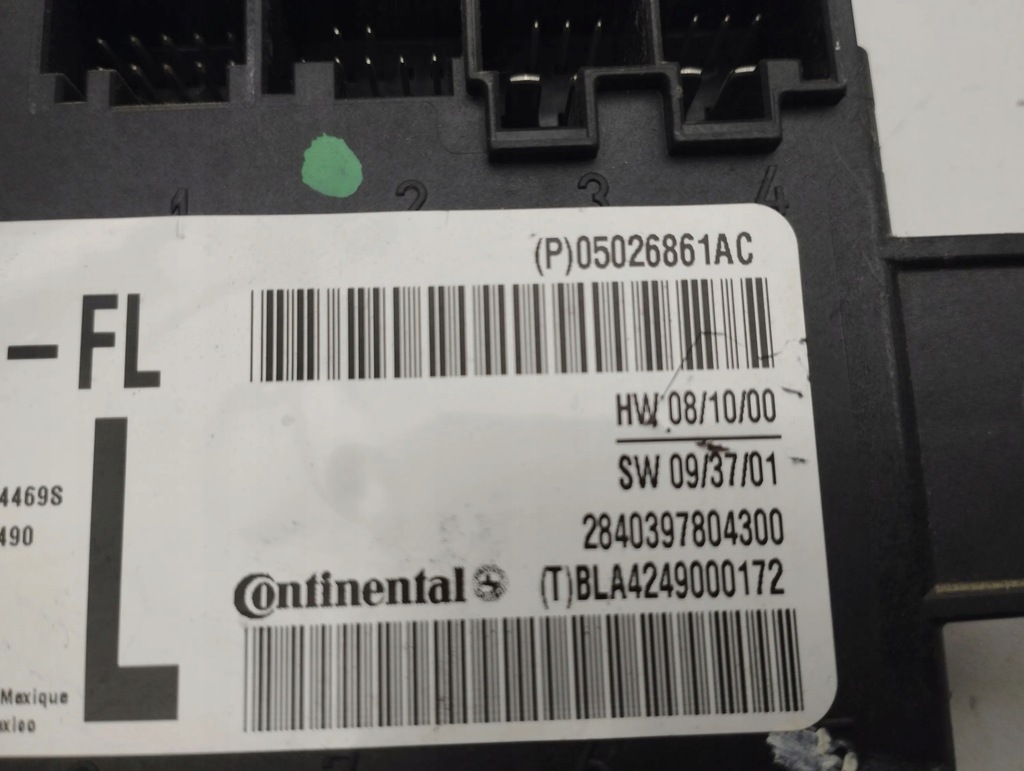 1 2 3 4
(P)05026861AC
-FL
HW 08/10/00
SW 09/37/01
L
4469S
490
2840397804300
Continental
(T)BLA4249000172
Mexique